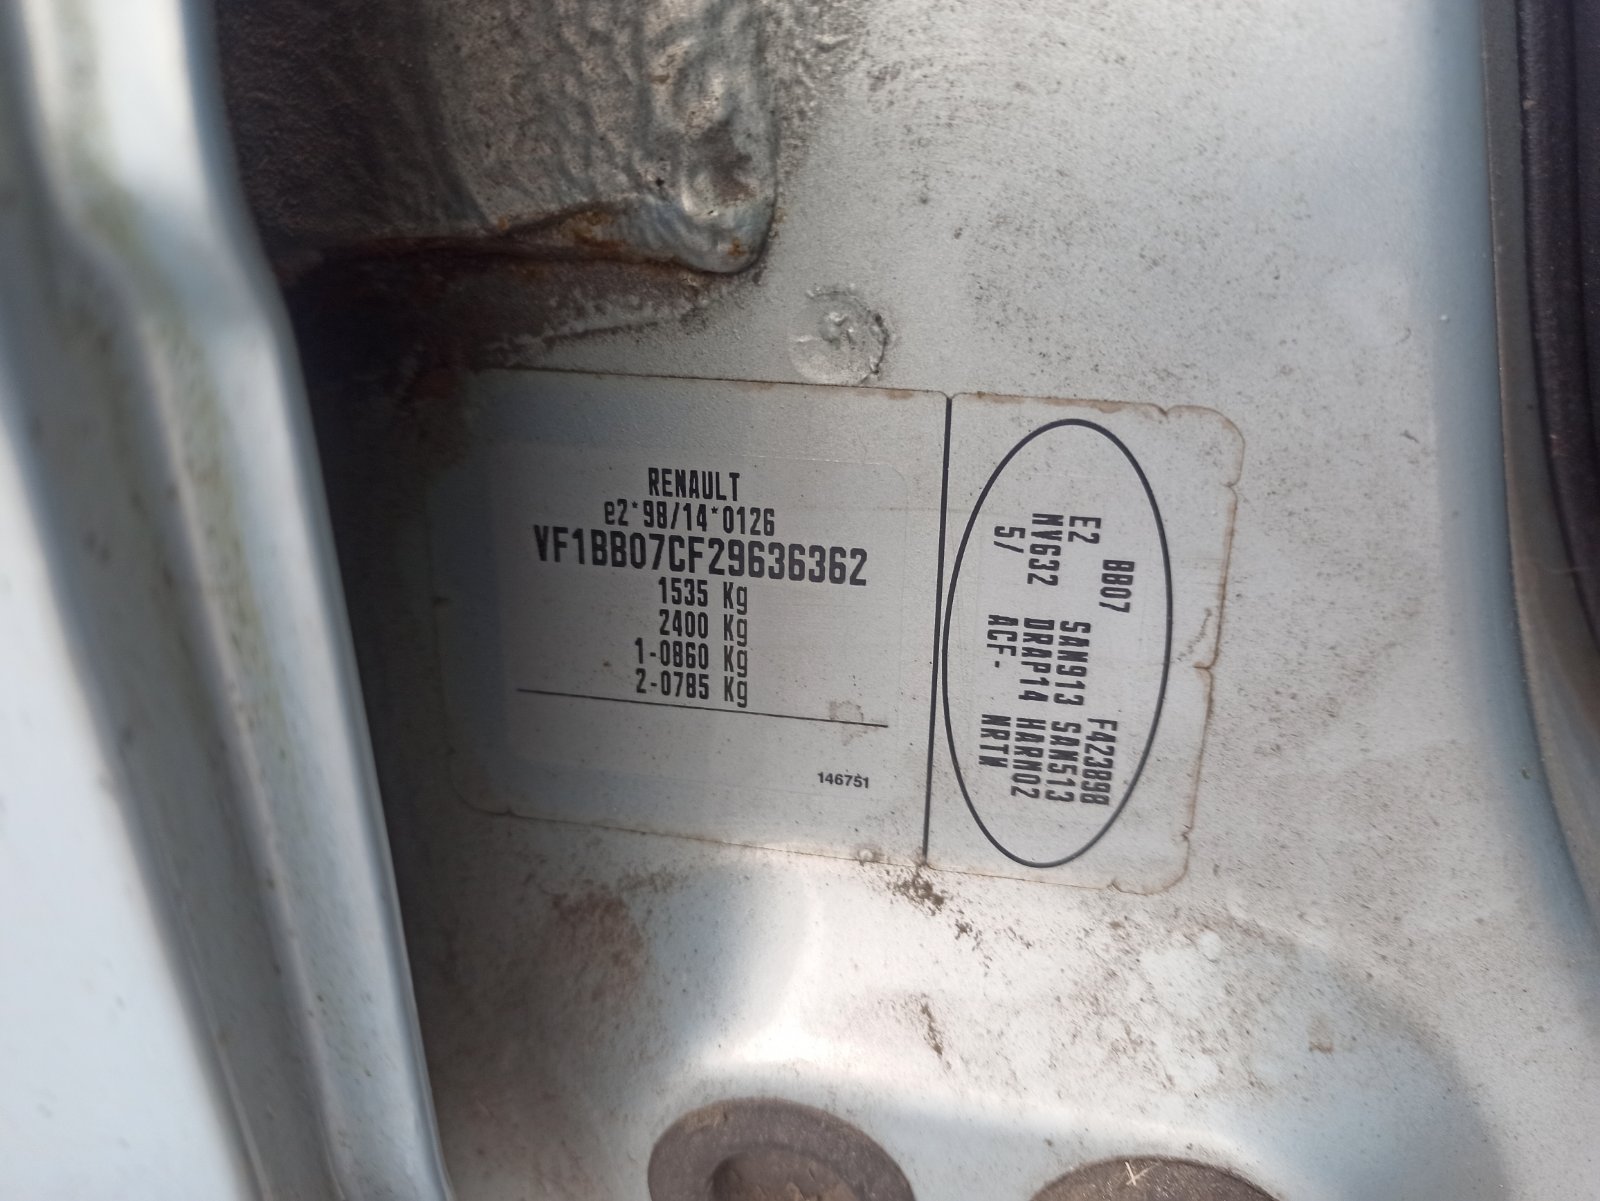 RENAULT
e2*98/14*0126
VF1BB07CF29636362
1535 Kg
2400 Kg
1-0860 Kg
2-0785 Kg
146751
BB07 F423898
E2 SAN913 SAN513
MV632 DRAP14 HARM02
5/ ACF- NRTW